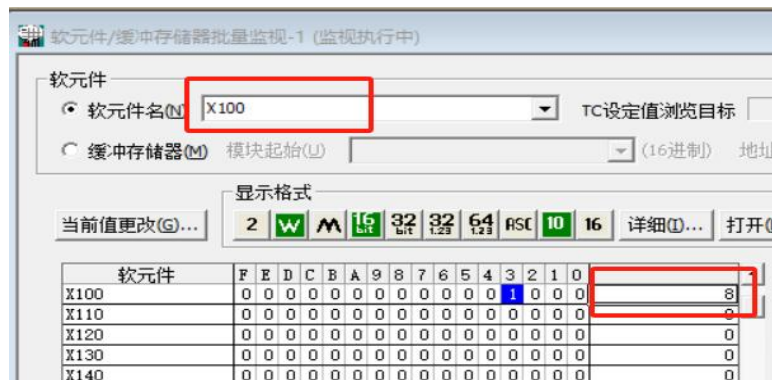 软元件/缓冲存储器批量监视-1 (监视执行中)
软元件
软元件名(N) X100 TC设定值浏览目标
缓冲存储器(M) 模块起始(U) (16进制) 地址
显示格式
当前值更改(G)... 2 W M 16 bit 32 bit 32 1.23 64 1.23 ASC 10 16 详细(I)... 打开(
软元件 F E D C B A 9 8 7 6 5 4 3 2 1 0
X100 0 0 0 0 0 0 0 0 0 0 0 0 1 0 0 0 8
X110 0 0 0 0 0 0 0 0 0 0 0 0 0 0 0 0 0
X120 0 0 0 0 0 0 0 0 0 0 0 0 0 0 0 0 0
X130 0 0 0 0 0 0 0 0 0 0 0 0 0 0 0 0 0
X140 0 0 0 0 0 0 0 0 0 0 0 0 0 0 0 0 0